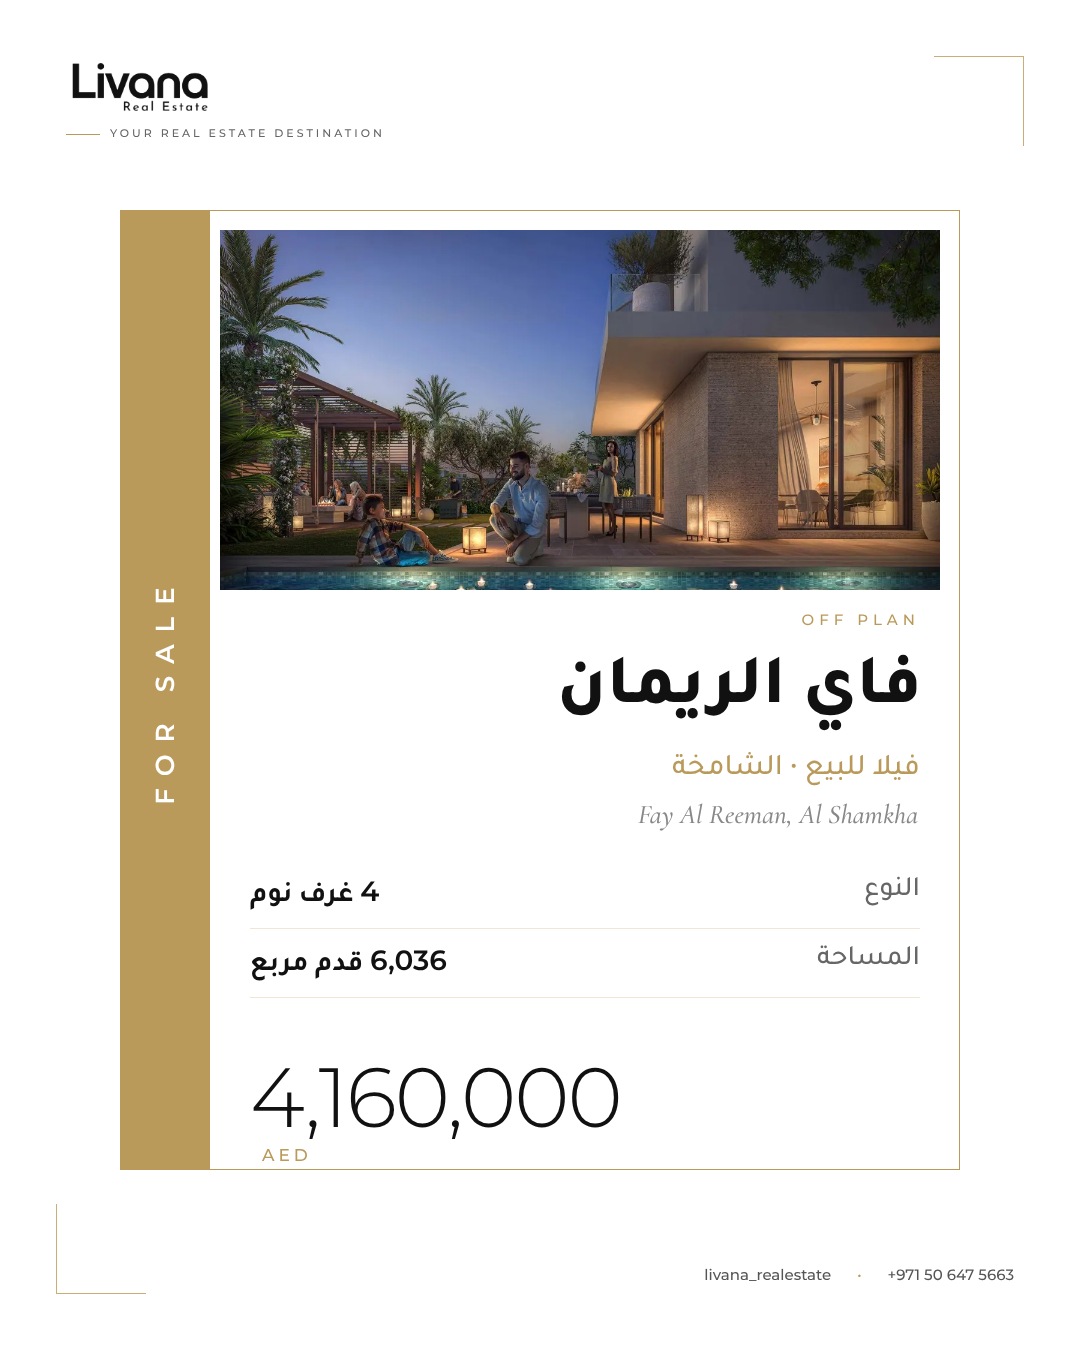 Livana
Real Estate
YOUR REAL ESTATE DESTINATION
FOR SALE
OFF PLAN
فاي الريمان
فيلا للبيع · الشامخة
Fay Al Reeman, Al Shamkha
النوع
4 غرف نوم
المساحة
6,036 قدم مربع
4,160,000
AED
livana_realestate · +971 50 647 5663